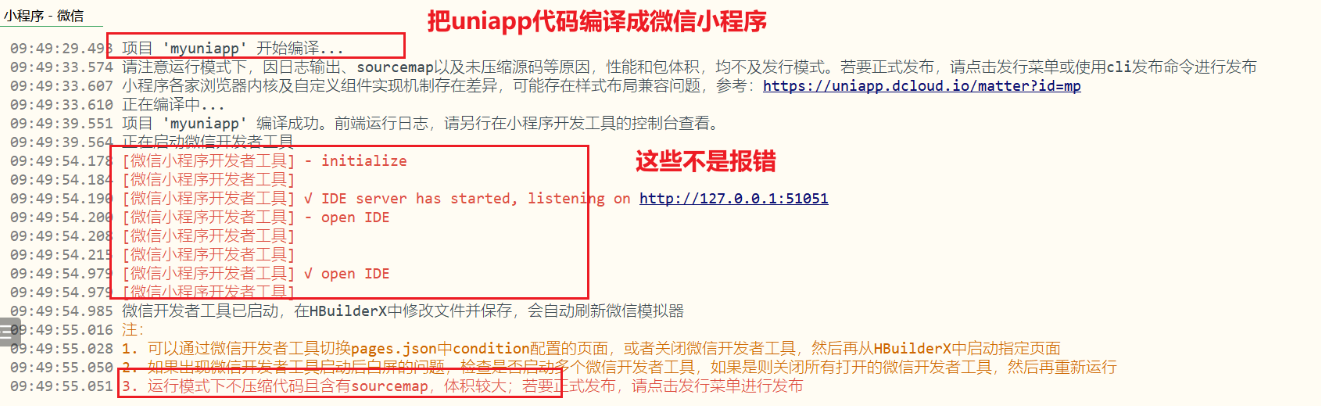 小程序 - 微信
把uniapp代码编译成微信小程序
09:49:29.493 项目 'myuniapp' 开始编译...
09:49:33.574 请注意运行模式下，因日志输出、sourcemap以及未压缩源码等原因，性能和包体积，均不及发行模式。若要正式发布，请点击发行菜单或使用cli发布命令进行发布
09:49:33.607 小程序各家浏览器内核及自定义组件实现机制存在差异，可能存在样式布局兼容问题，参考：https://uniapp.dcloud.io/matter?id=mp
09:49:33.610 正在编译中...
09:49:39.551 项目 'myuniapp' 编译成功。前端运行日志，请另行在小程序开发工具的控制台查看。
09:49:39.564 正在启动微信开发者工具
这些不是报错
09:49:54.178 [微信小程序开发者工具] - initialize
09:49:54.184 [微信小程序开发者工具]
09:49:54.190 [微信小程序开发者工具] √ IDE server has started, listening on http://127.0.0.1:51051
09:49:54.200 [微信小程序开发者工具] - open IDE
09:49:54.208 [微信小程序开发者工具]
09:49:54.215 [微信小程序开发者工具]
09:49:54.979 [微信小程序开发者工具] √ open IDE
09:49:54.979 [微信小程序开发者工具]
09:49:54.985 微信开发者工具已启动，在HBuilderX中修改文件并保存，会自动刷新微信模拟器
09:49:55.016 注：
09:49:55.028 1. 可以通过微信开发者工具切换pages.json中condition配置的页面，或者关闭微信开发者工具，然后再从HBuilderX中启动指定页面
09:49:55.050 2. 如果出现微信开发者工具启动后白屏的问题，检查是否启动多个微信开发者工具，如果是则关闭所有打开的微信开发者工具，然后再重新运行
09:49:55.051 3. 运行模式下不压缩代码且含有sourcemap，体积较大；若要正式发布，请点击发行菜单进行发布